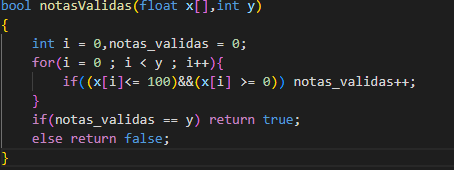 bool notasValidas(float x[],int y)
{
    int i = 0,notas_validas = 0;
    for(i = 0 ; i < y ; i++){
        if((x[i]<= 100)&&(x[i] >= 0)) notas_validas++;
    }
    if(notas_validas == y) return true;
    else return false;
}